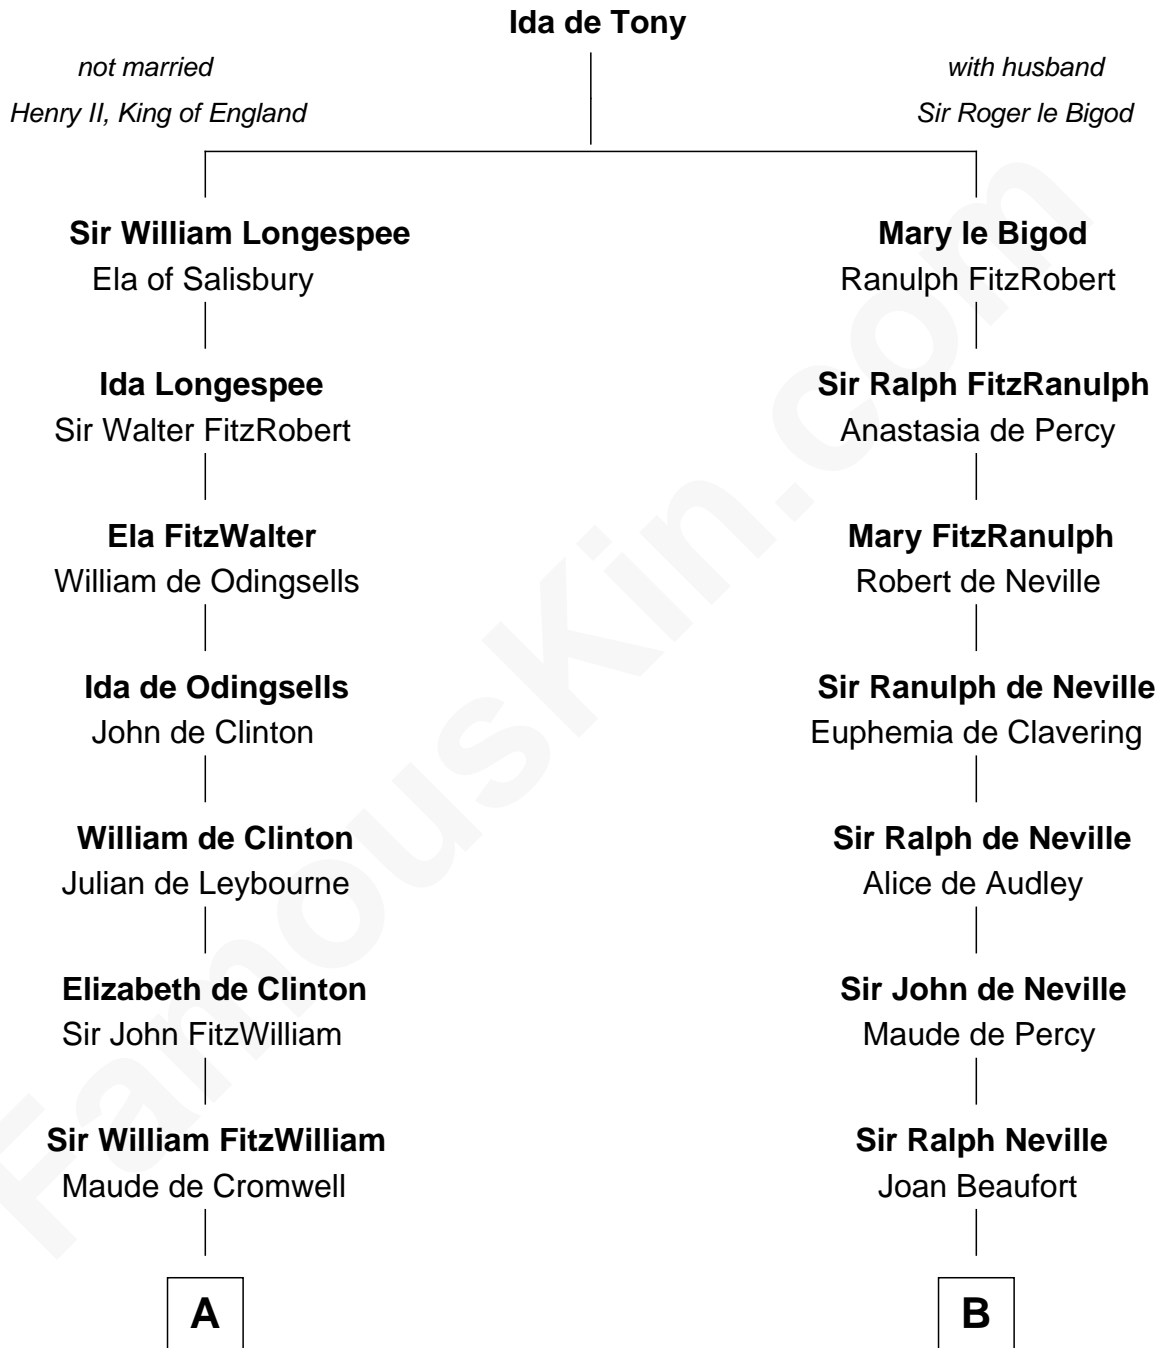 Ida de Tony
not married
Henry II, King of England
with husband
Sir Roger le Bigod
Sir William Longespee
Ela of Salisbury
Mary le Bigod
Ranulph FitzRobert
Ida Longespee
Sir Walter FitzRobert
Sir Ralph FitzRanulph
Anastasia de Percy
Ela FitzWalter
William de Odingsells
Mary FitzRanulph
Robert de Neville
Ida de Odingsells
John de Clinton
Sir Ranulph de Neville
Euphemia de Clavering
William de Clinton
Julian de Leybourne
Sir Ralph de Neville
Alice de Audley
Elizabeth de Clinton
Sir John FitzWilliam
Sir John de Neville
Maude de Percy
Sir William FitzWilliam
Maude de Cromwell
Sir Ralph Neville
Joan Beaufort
A
B
FamousKin.com